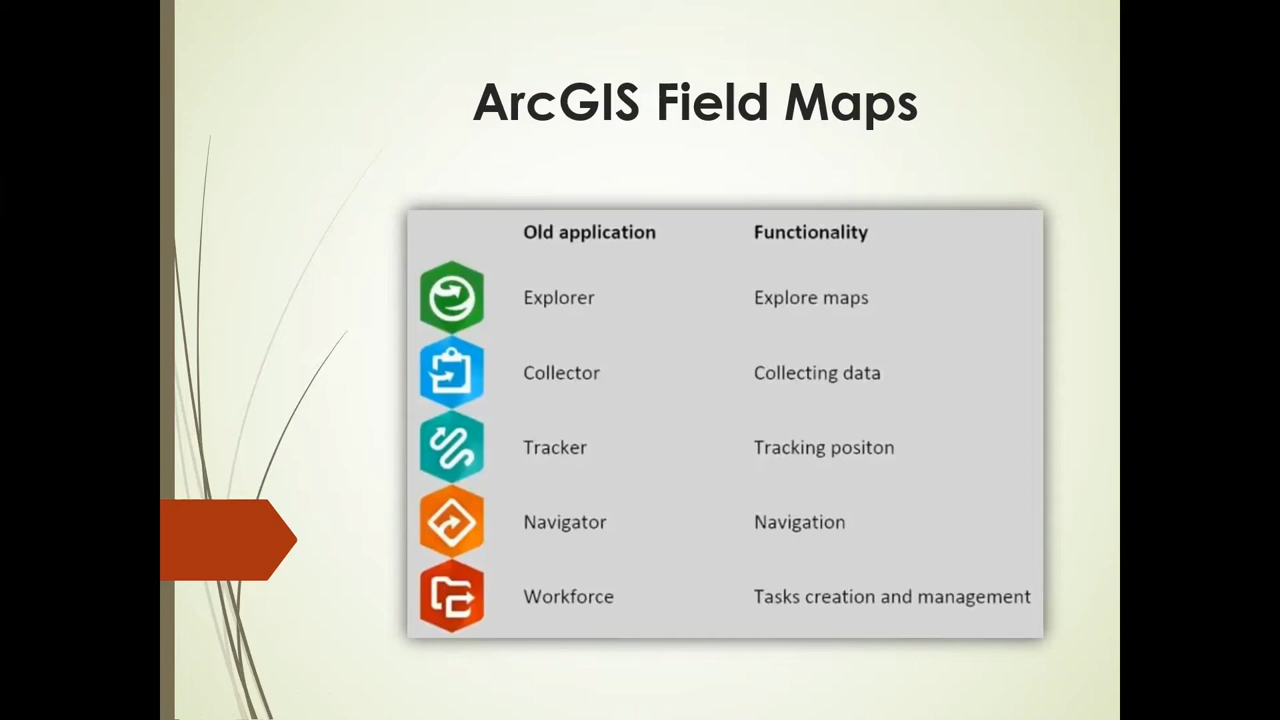 ArcGIS Field Maps
Old application Functionality
Explorer Explore maps
Collector Collecting data
Tracker Tracking positon
Navigator Navigation
Workforce Tasks creation and management